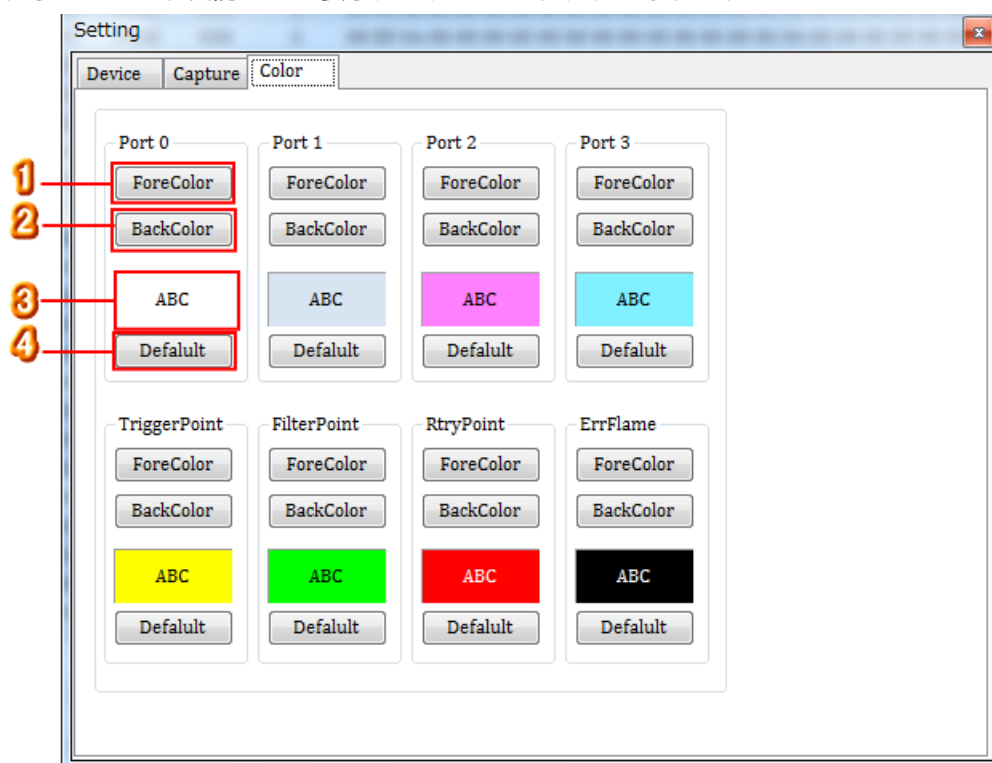 Setting
Device Capture Color
Port 0 Port 1 Port 2 Port 3
1 ForeColor ForeColor ForeColor ForeColor
2 BackColor BackColor BackColor BackColor
3 ABC ABC ABC ABC
4 Defalult Defalult Defalult Defalult
TriggerPoint FilterPoint RtryPoint ErrFlame
ForeColor ForeColor ForeColor ForeColor
BackColor BackColor BackColor BackColor
ABC ABC ABC ABC
Defalult Defalult Defalult Defalult